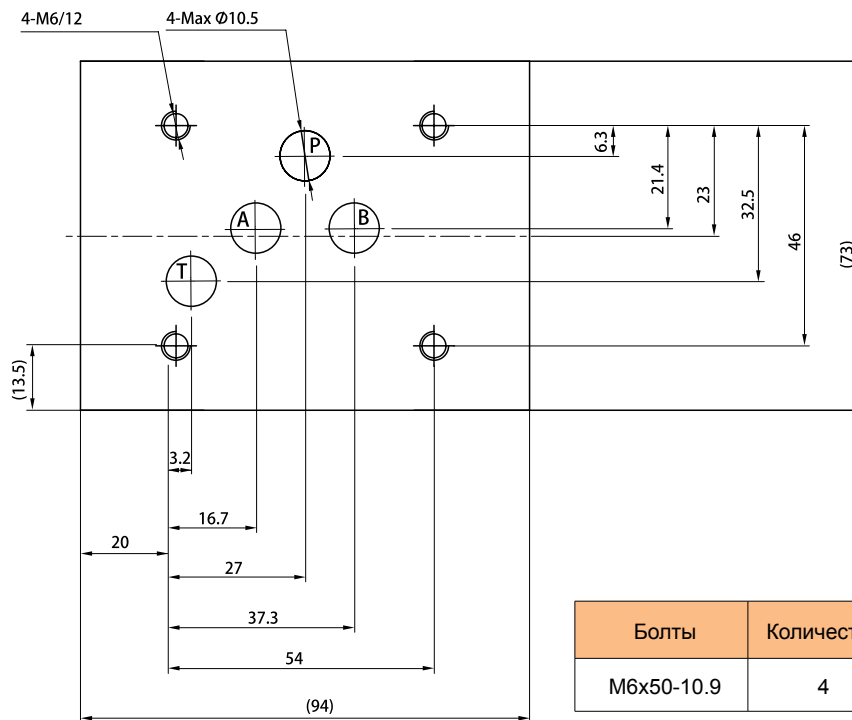 4-M6/12
4-Max Ø10.5
P
A
B
T
6.3
21.4
23
32.5
46
(73)
(13.5)
3.2
16.7
20
27
37.3
54
(94)
Болты
Количест
M6x50-10.9
4